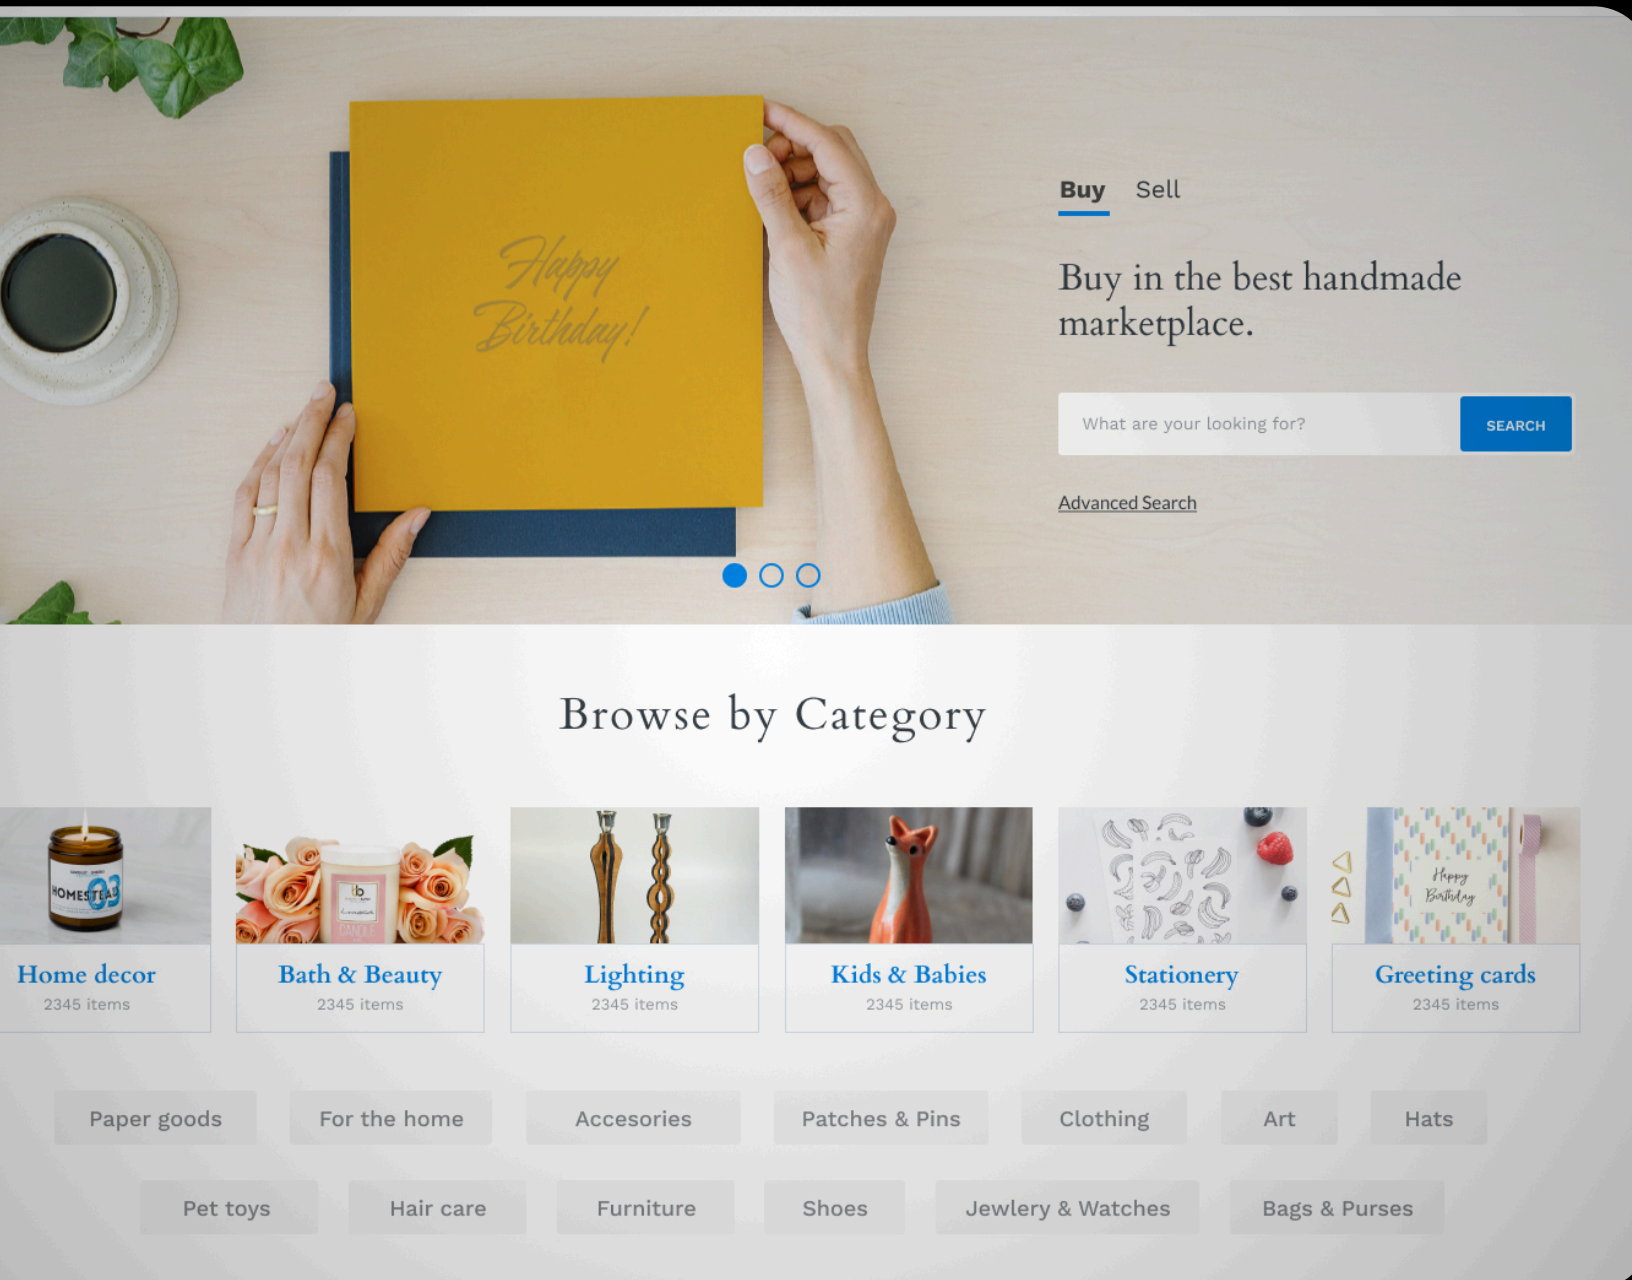 Happy
Birthday!
Buy Sell
Buy in the best handmade
marketplace.
What are your looking for?
SEARCH
Advanced Search
Browse by Category
HOMESTEAD
03
CANDLE
Happy
Birthday
Home decor
2345 items
Bath & Beauty
2345 items
Lighting
2345 items
Kids & Babies
2345 items
Stationery
2345 items
Greeting cards
2345 items
Paper goods
For the home
Accesories
Patches & Pins
Clothing
Art
Hats
Pet toys
Hair care
Furniture
Shoes
Jewlery & Watches
Bags & Purses